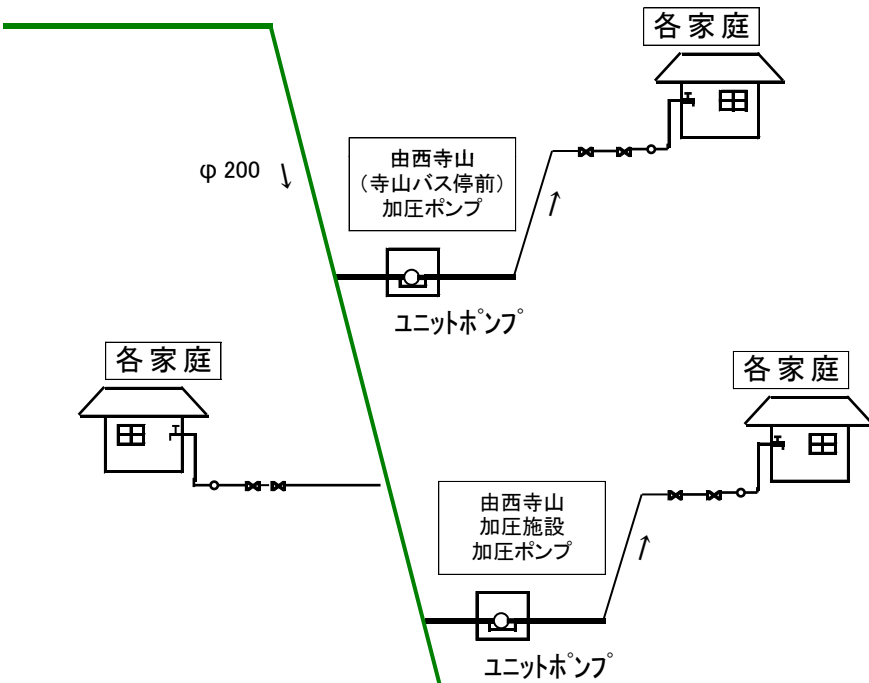 各家庭
φ 200
↓
由西寺山
（寺山バス停前）
加圧ポンプ
↑
ユニットポンプ
各家庭
各家庭
由西寺山
加圧施設
加圧ポンプ
↑
ユニットポンプ